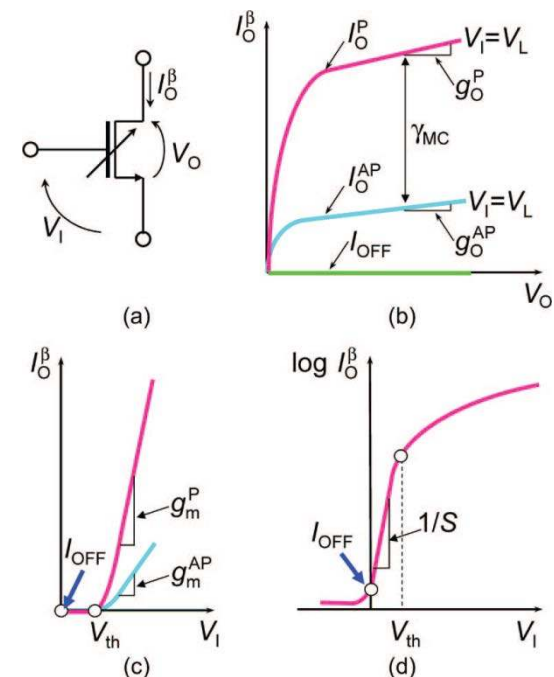 I_O^β
V_O
V_I
(a)
I_O^β
I_O^P
V_I=V_L
g_O^P
γ_MC
I_O^AP
V_I=V_L
g_O^AP
I_OFF
V_O
(b)
I_O^β
g_m^P
I_OFF
g_m^AP
V_th
V_I
(c)
log I_O^β
1/S
I_OFF
V_th
V_I
(d)